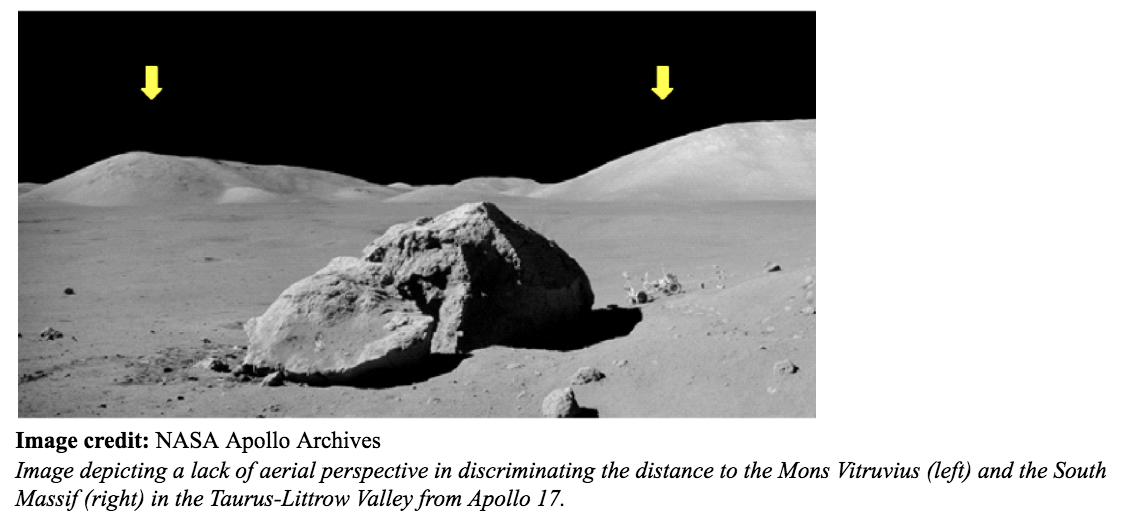 Image credit: NASA Apollo Archives
Image depicting a lack of aerial perspective in discriminating the distance to the Mons Vitruvius (left) and the South
Massif (right) in the Taurus-Littrow Valley from Apollo 17.